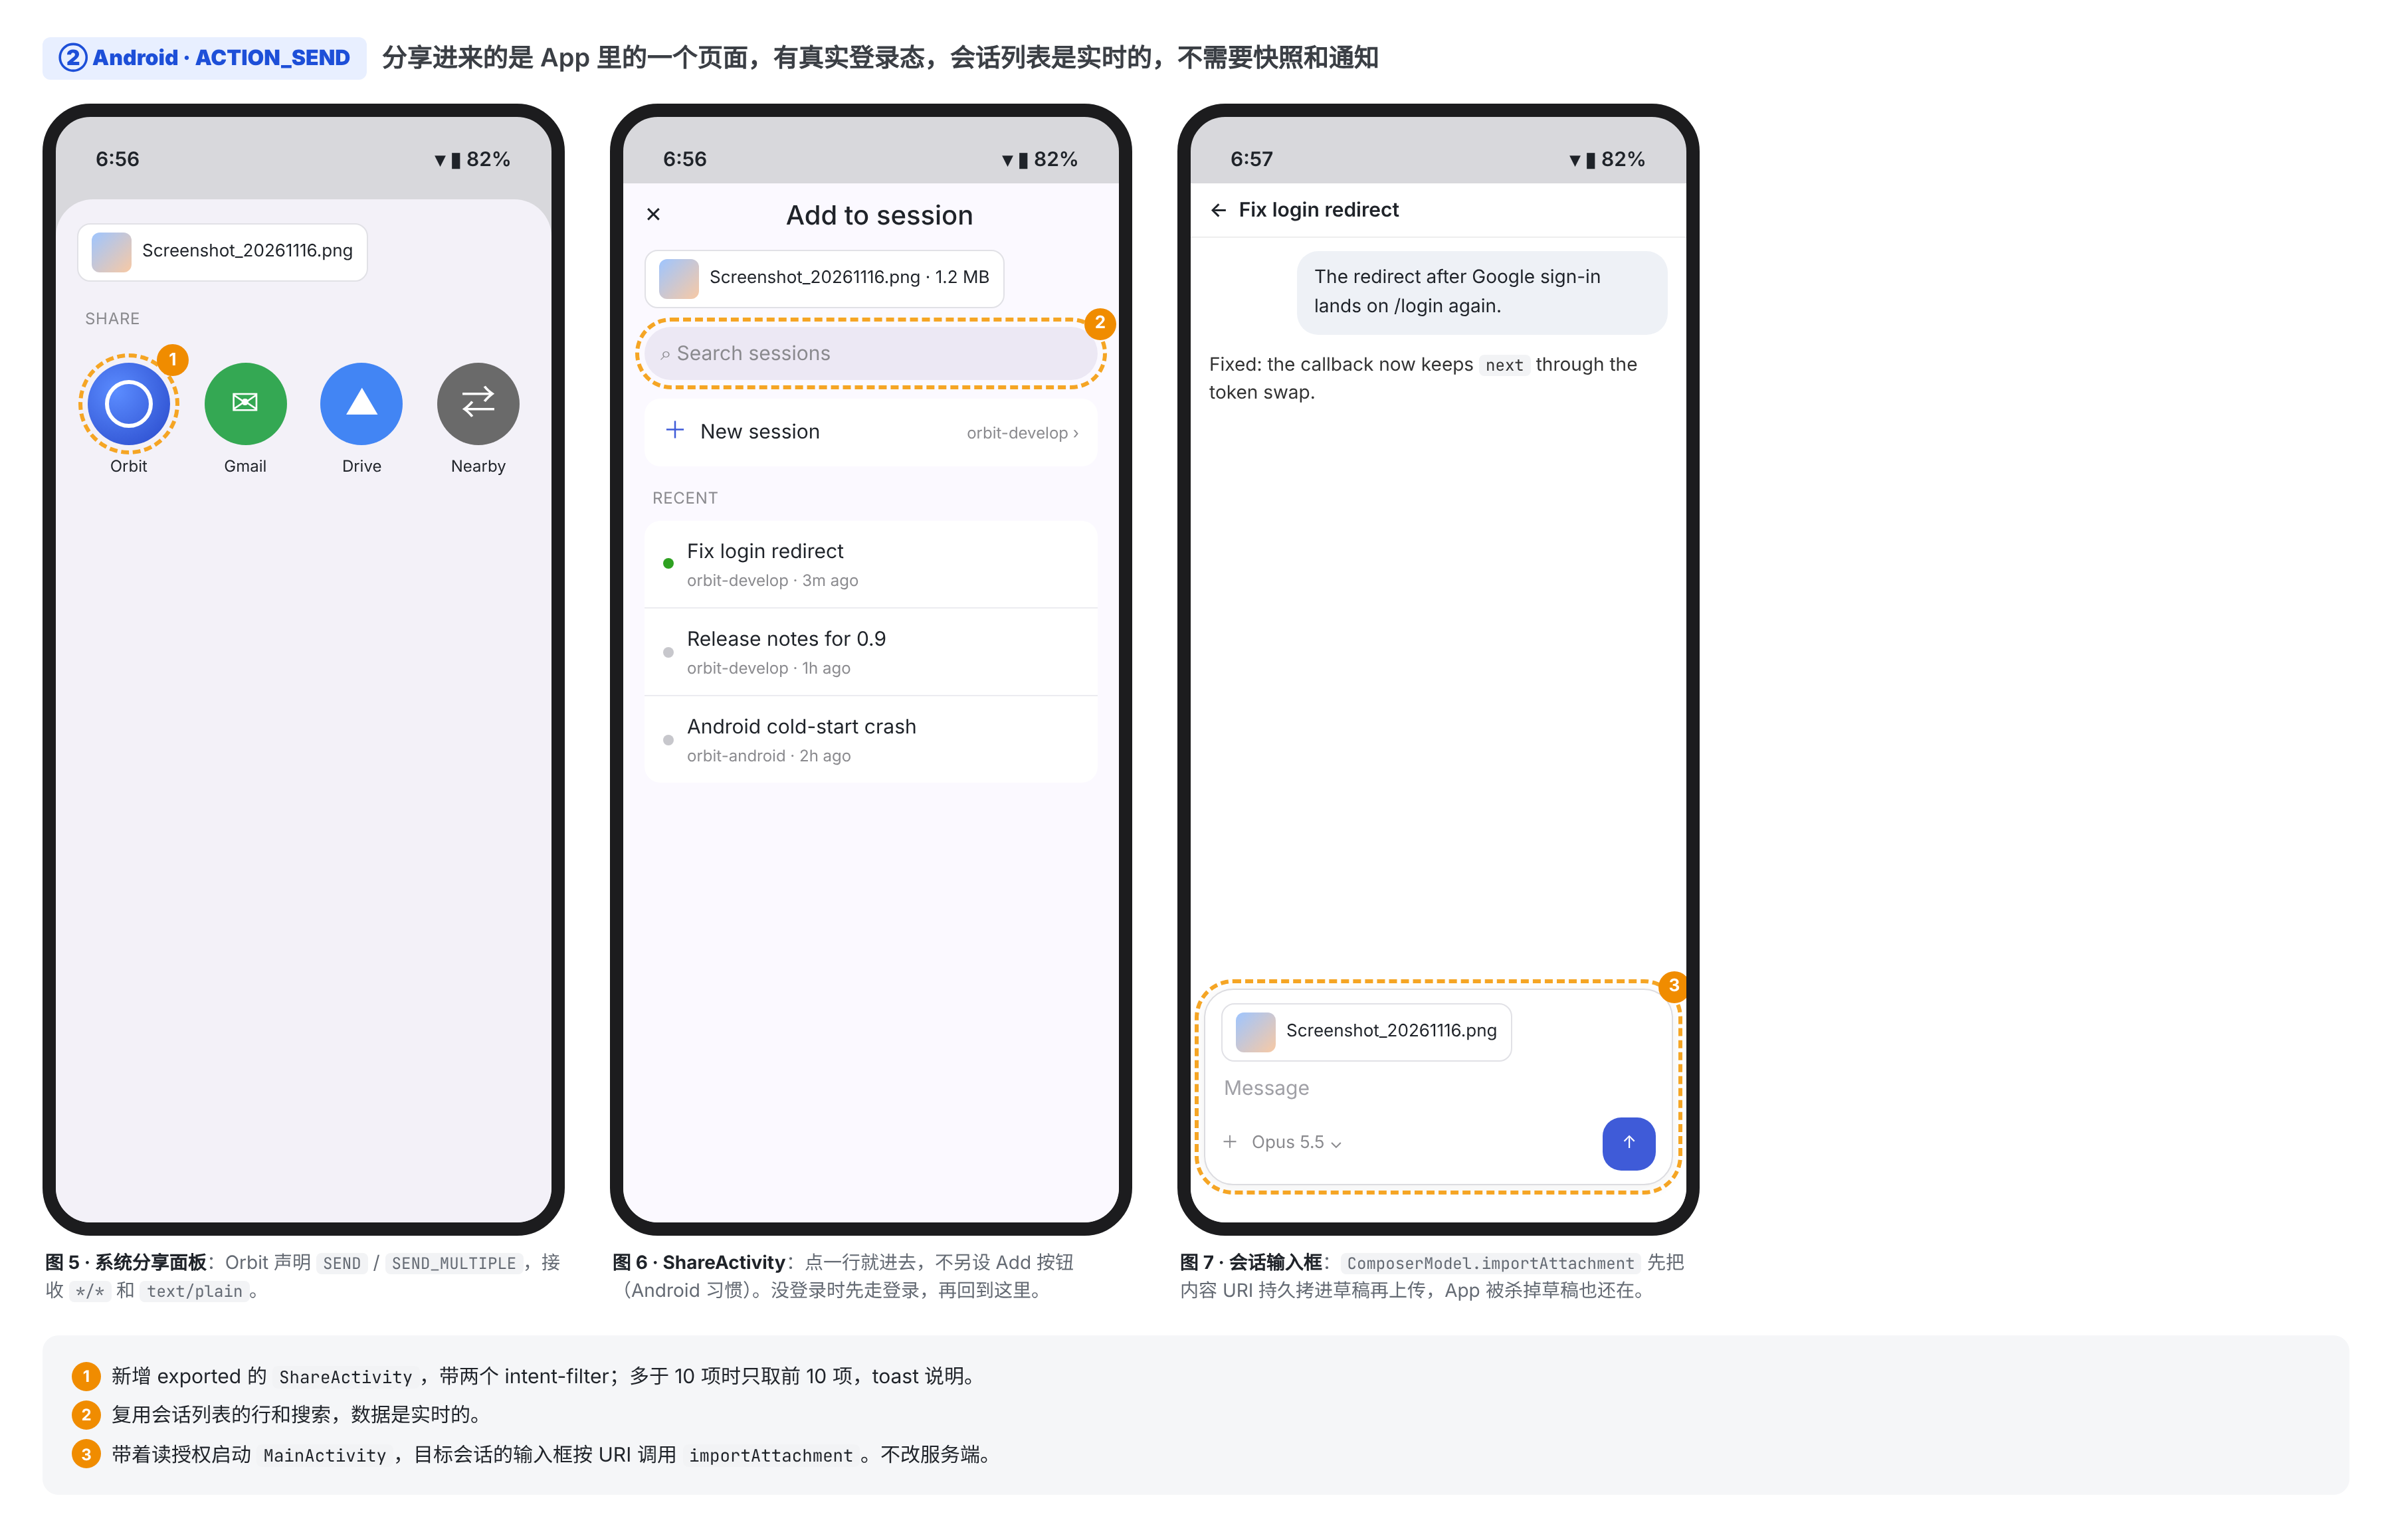 ② Android · ACTION_SEND 分享进来的是 App 里的一个页面，有真实登录态，会话列表是实时的，不需要快照和通知
6:56
82%
Screenshot_20261116.png
SHARE
1
Orbit
Gmail
Drive
Nearby
图 5 · 系统分享面板：Orbit 声明 SEND / SEND_MULTIPLE，接
收 */* 和 text/plain。
6:56
82%
× Add to session
Screenshot_20261116.png · 1.2 MB
2
Search sessions
+ New session orbit-develop ›
RECENT
Fix login redirect
orbit-develop · 3m ago
Release notes for 0.9
orbit-develop · 1h ago
Android cold-start crash
orbit-android · 2h ago
图 6 · ShareActivity：点一行就进去，不另设 Add 按钮
（Android 习惯）。没登录时先走登录，再回到这里。
6:57
82%
← Fix login redirect
The redirect after Google sign-in
lands on /login again.
Fixed: the callback now keeps next through the
token swap.
3
Screenshot_20261116.png
Message
+ Opus 5.5
↑
图 7 · 会话输入框：ComposerModel.importAttachment 先把
内容 URI 持久拷进草稿再上传，App 被杀掉草稿也还在。
1 新增 exported 的 ShareActivity，带两个 intent-filter；多于 10 项时只取前 10 项，toast 说明。
2 复用会话列表的行和搜索，数据是实时的。
3 带着读授权启动 MainActivity，目标会话的输入框按 URI 调用 importAttachment。不改服务端。